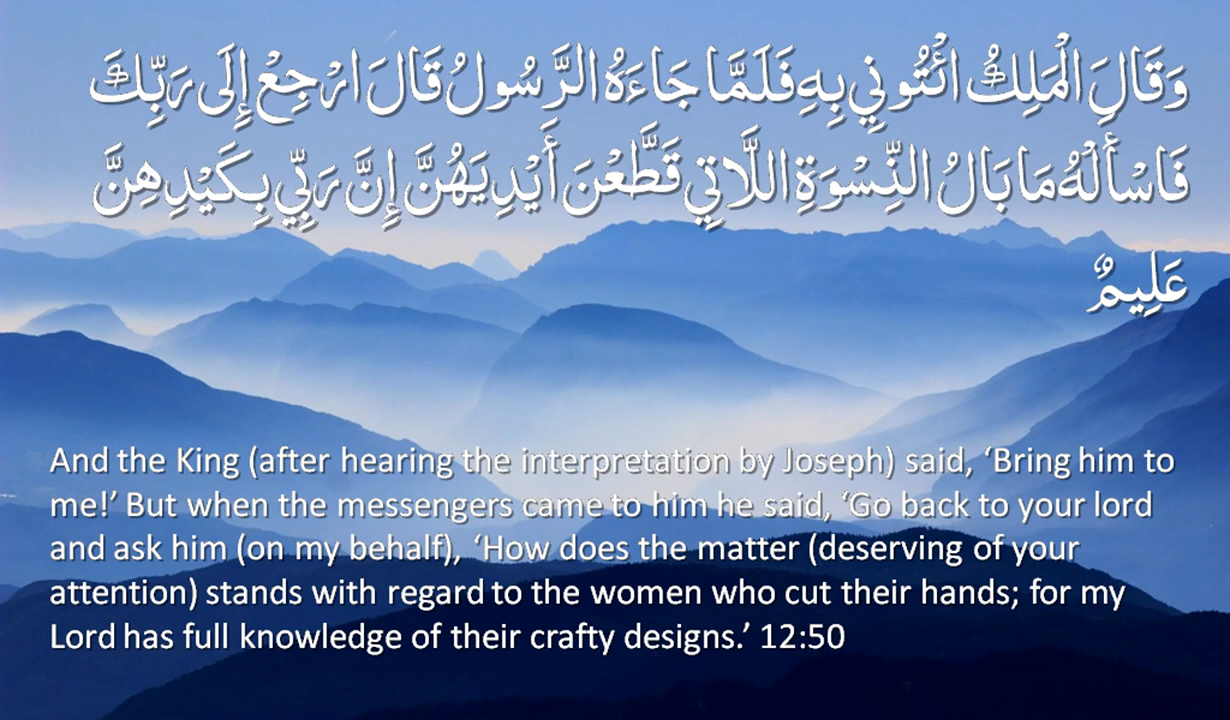 وَقَالَ الْمَلِكُ ائْتُونِي بِهِ فَلَمَّا جَاءَهُ الرَّسُولُ قَالَ ارْجِعْ إِلَى رَبِّكَ
فَاسْأَلْهُ مَا بَالُ النِّسْوَةِ اللَّاتِي قَطَّعْنَ أَيْدِيَهُنَّ إِنَّ رَبِّي بِكَيْدِهِنَّ
عَلِيمٌ
And the King (after hearing the interpretation by Joseph) said, ‘Bring him to
me!’ But when the messengers came to him he said, ‘Go back to your lord
and ask him (on my behalf), ‘How does the matter (deserving of your
attention) stands with regard to the women who cut their hands; for my
Lord has full knowledge of their crafty designs.’ 12:50